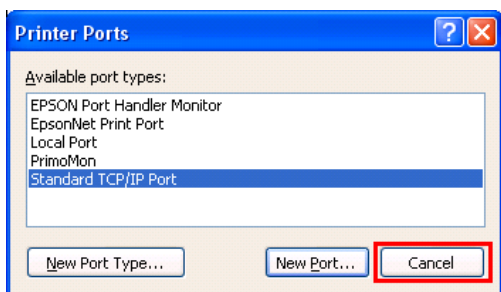 Printer Ports
Available port types:
EPSON Port Handler Monitor
EpsonNet Print Port
Local Port
PrimoMon
Standard TCP/IP Port
New Port Type... New Port... Cancel